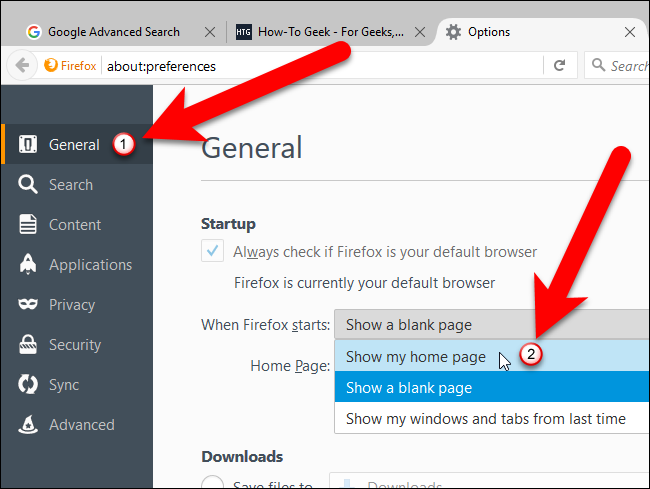 Google Advanced Search
HTG How-To Geek - For Geeks,...
Options
Firefox about:preferences
Search
General 1
Search
Content
Applications
Privacy
Security
Sync
Advanced
General
Startup
Always check if Firefox is your default browser
Firefox is currently your default browser
When Firefox starts: Show a blank page
Show my home page 2
Home Page:
Show a blank page
Show my windows and tabs from last time
Downloads
Save files to Downloads